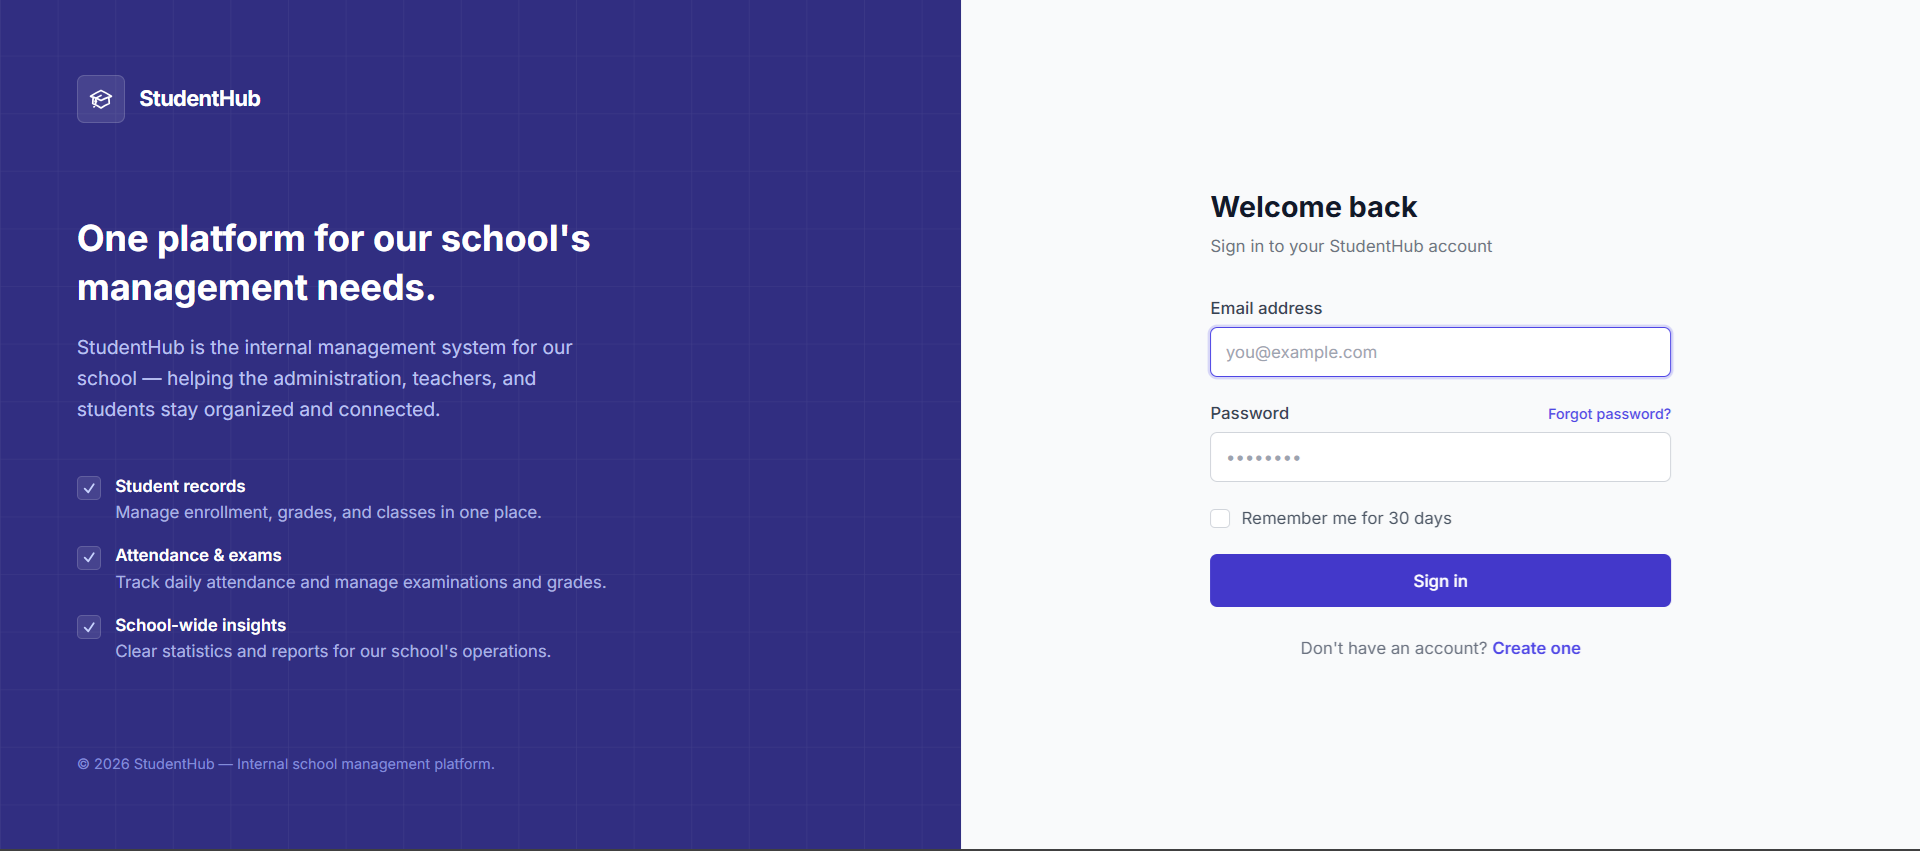 StudentHub
One platform for our school's
management needs.
StudentHub is the internal management system for our
school — helping the administration, teachers, and
students stay organized and connected.
Student records
Manage enrollment, grades, and classes in one place.
Attendance & exams
Track daily attendance and manage examinations and grades.
School-wide insights
Clear statistics and reports for our school's operations.
© 2026 StudentHub — Internal school management platform.
Welcome back
Sign in to your StudentHub account
Email address
you@example.com
Password
Forgot password?
••••••••
Remember me for 30 days
Sign in
Don't have an account? Create one